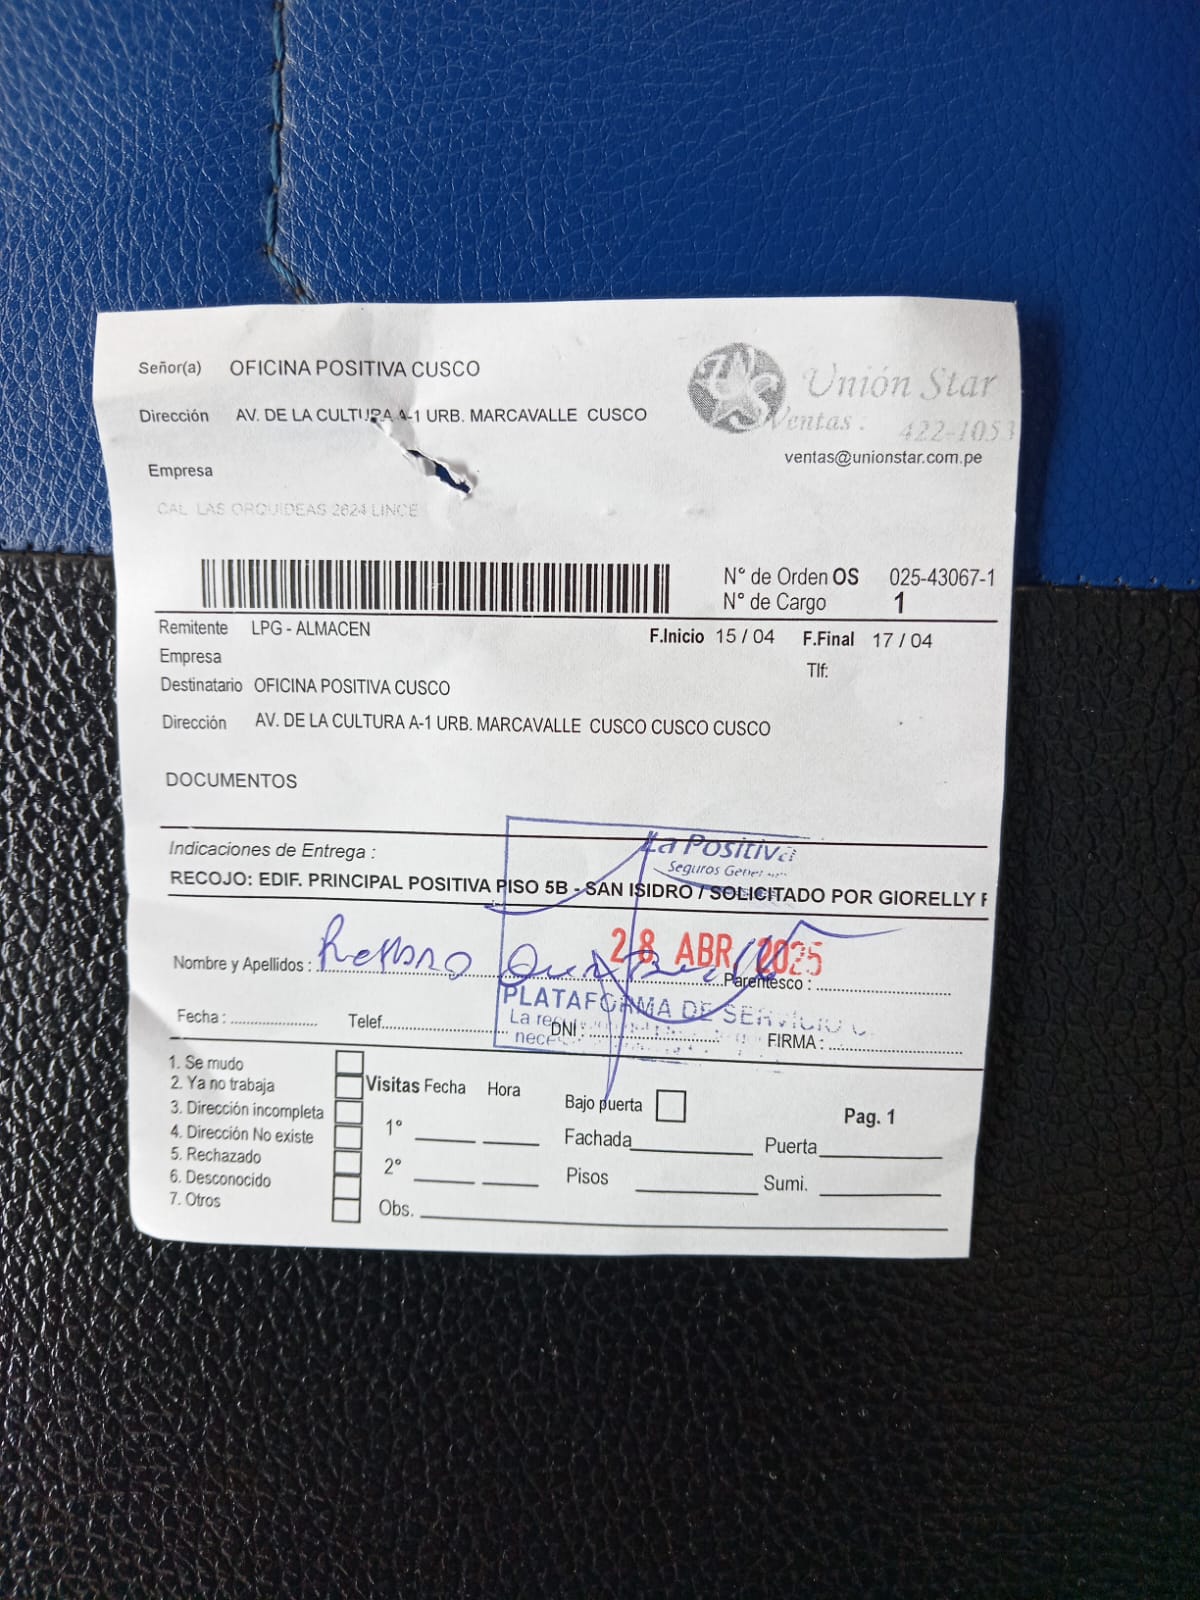 Señor(a) OFICINA POSITIVA CUSCO
Dirección AV. DE LA CULTURA A-1 URB. MARCAVALLE CUSCO
Unión Star
Ventas. 422-1053
ventas@unionstar.com.pe
Empresa
CAL LAS ORQUIDEAS 2624 LINCE
N° de Orden OS 025-43067-1
N° de Cargo 1
Remitente LPG - ALMACEN F.Inicio 15 / 04 F.Final 17 / 04
Empresa Tlf:
Destinatario OFICINA POSITIVA CUSCO
Dirección AV. DE LA CULTURA A-1 URB. MARCAVALLE CUSCO CUSCO CUSCO
DOCUMENTOS
La Positiva
Seguros
Indicaciones de Entrega :
RECOJO: EDIF. PRINCIPAL POSITIVA PISO 5B - SAN ISIDRO / SOLICITADO POR GIORELLY
28 ABR 2025
Nombre y Apellidos : Parentesco :
PLATAFORMA DE SERVICIO
La
Fecha : Telef. DNI : FIRMA :
1. Se mudo
2. Ya no trabaja
3. Dirección incompleta
4. Dirección No existe
5. Rechazado
6. Desconocido
7. Otros
Visitas Fecha Hora
1°
2°
Obs.
Bajo puerta
Fachada
Pisos
Pag. 1
Puerta
Sumi.